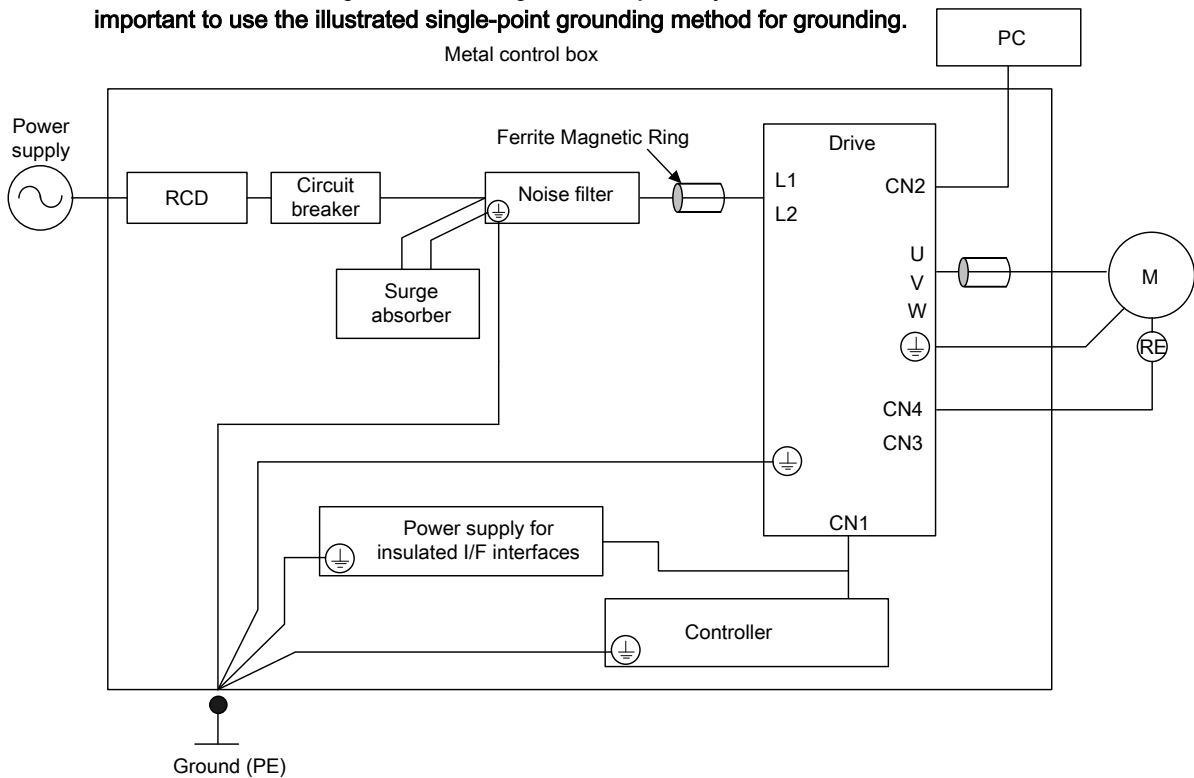 important to use the illustrated single-point grounding method for grounding.
Metal control box
PC
Power
supply
RCD
Circuit
breaker
Surge
absorber
Noise filter
Ferrite Magnetic Ring
Drive
L1
L2
CN2
U
V
W
CN4
CN3
CN1
M
RE
Power supply for
insulated I/F interfaces
Controller
Ground (PE)